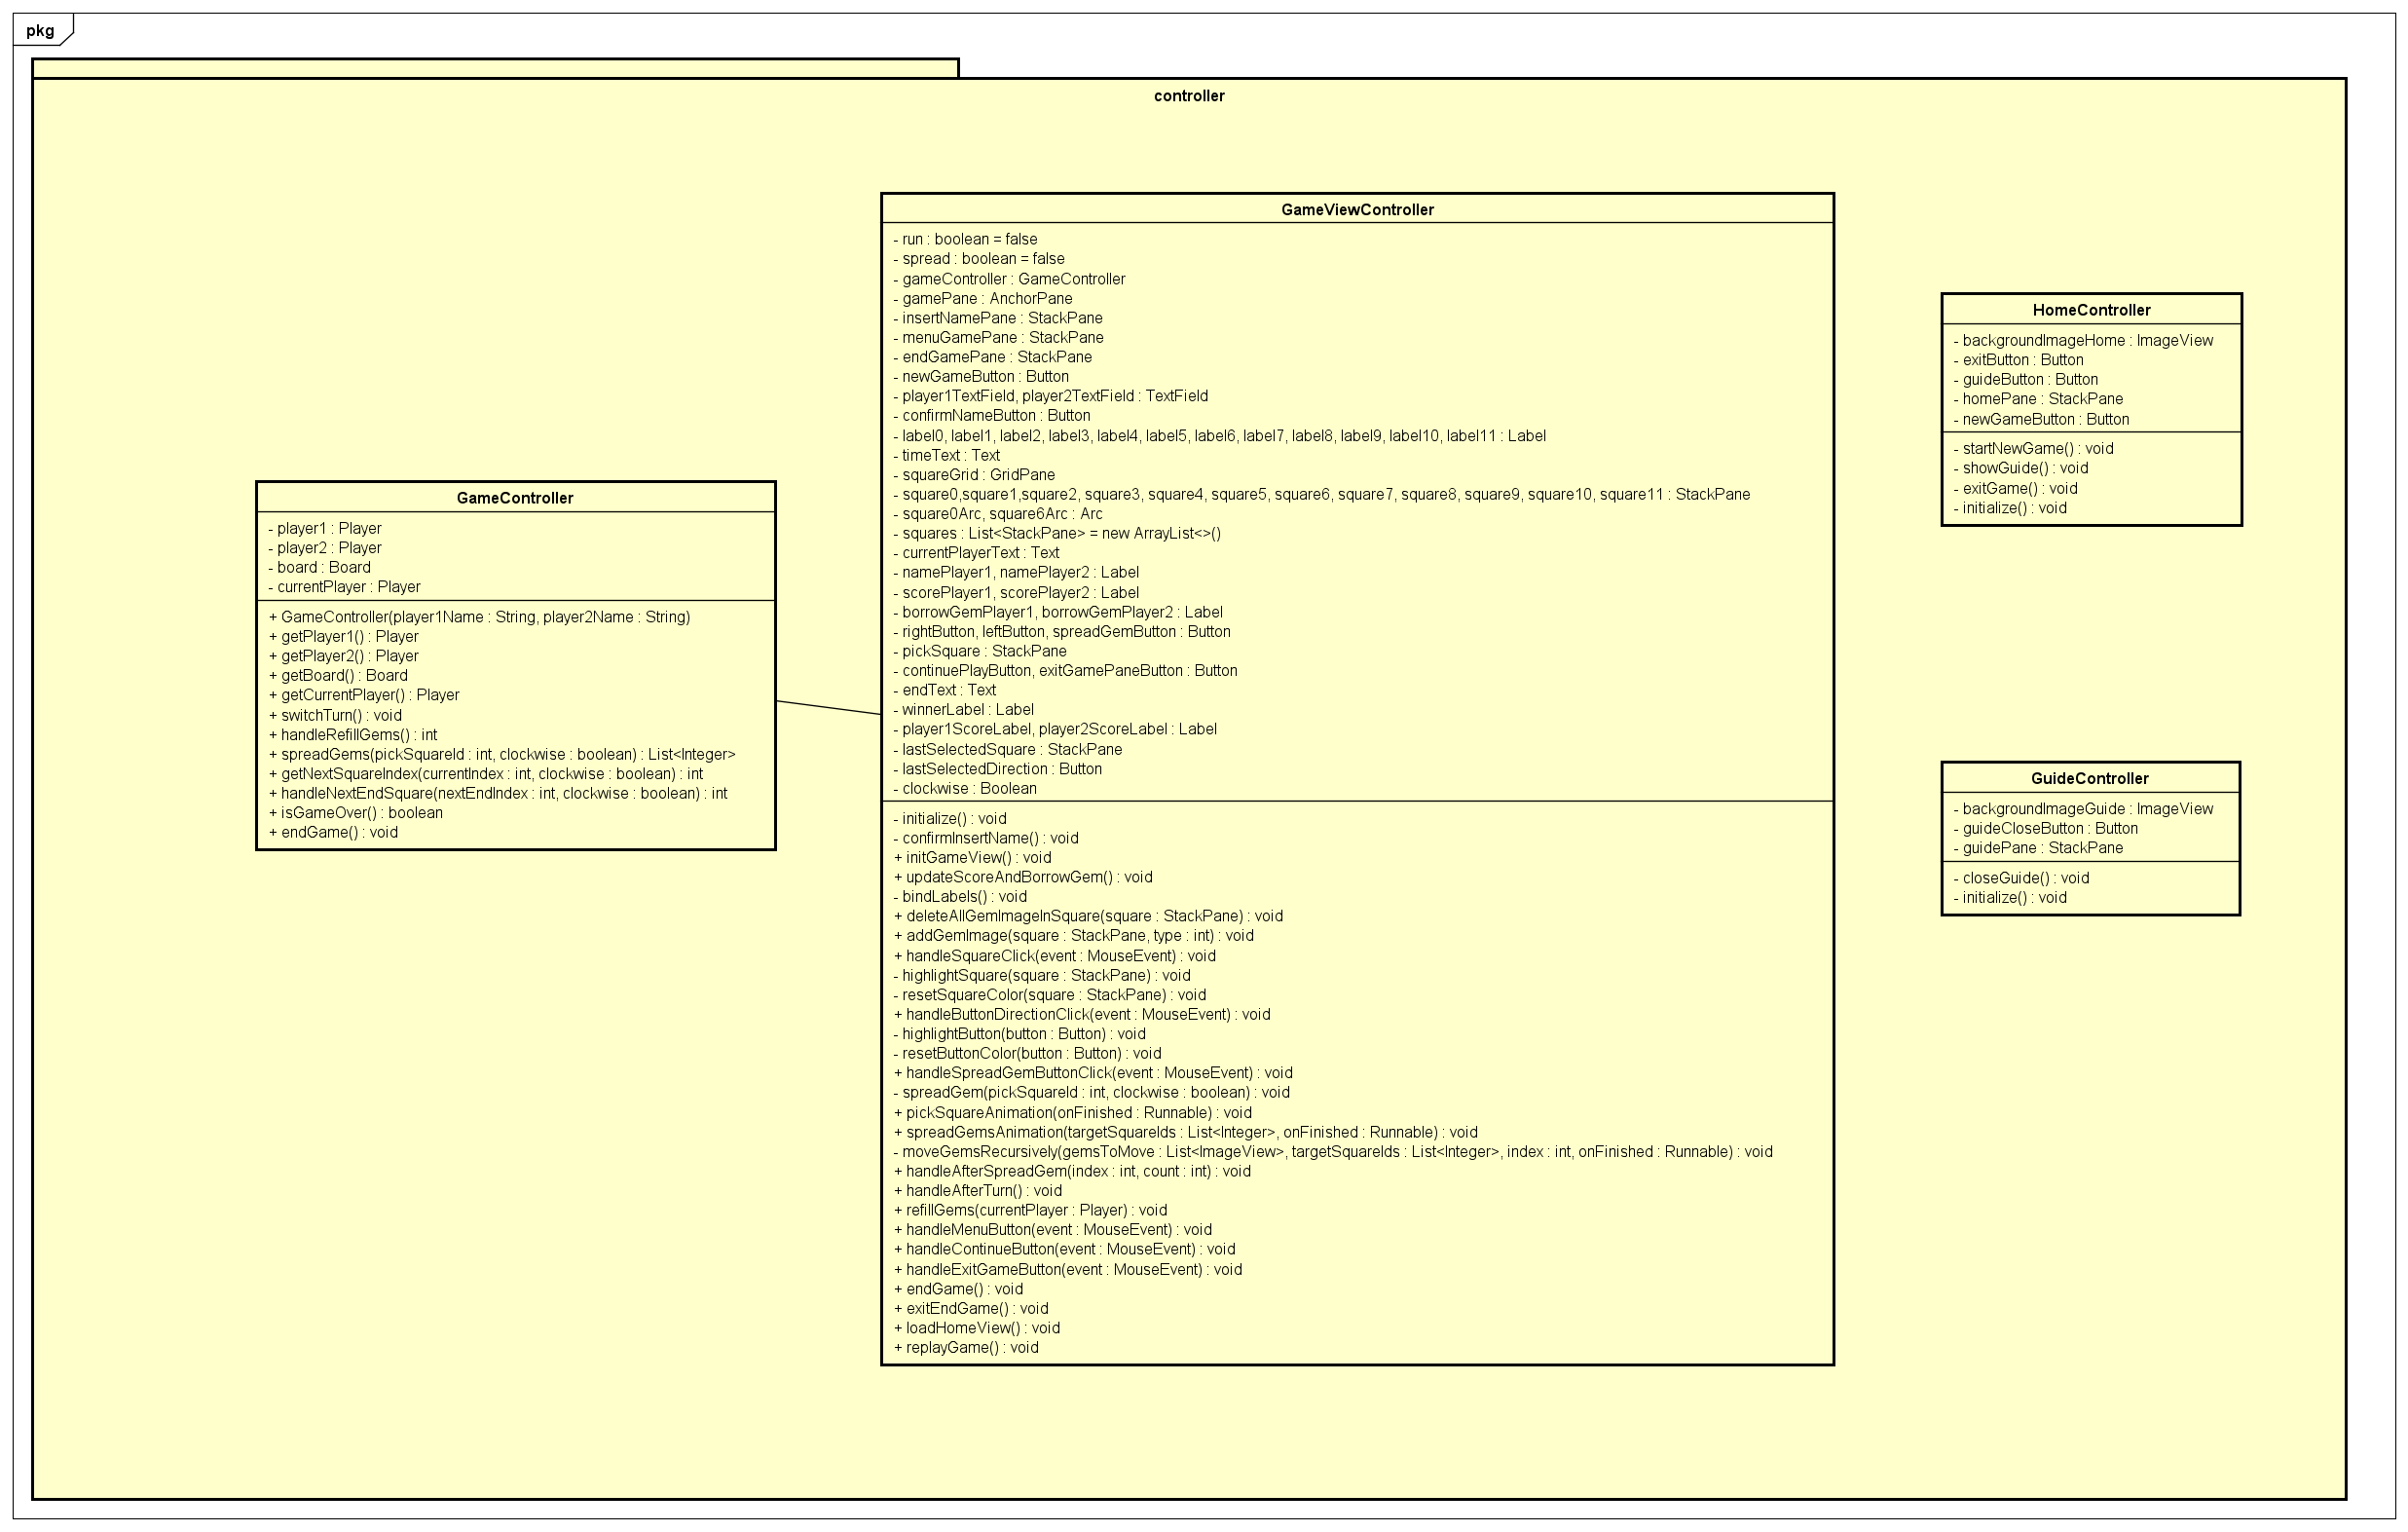 pkg
controller
GameController
- player1 : Player
- player2 : Player
- board : Board
- currentPlayer : Player
+ GameController(player1Name : String, player2Name : String)
+ getPlayer1() : Player
+ getPlayer2() : Player
+ getBoard() : Board
+ getCurrentPlayer() : Player
+ switchTurn() : void
+ handleRefillGems() : int
+ spreadGems(pickSquareId : int, clockwise : boolean) : List<Integer>
+ getNextSquareIndex(currentIndex : int, clockwise : boolean) : int
+ handleNextEndSquare(nextEndIndex : int, clockwise : boolean) : int
+ isGameOver() : boolean
+ endGame() : void
GameViewController
- run : boolean = false
- spread : boolean = false
- gameController : GameController
- gamePane : AnchorPane
- insertNamePane : StackPane
- menuGamePane : StackPane
- endGamePane : StackPane
- newGameButton : Button
- player1TextField, player2TextField : TextField
- confirmNameButton : Button
- label0, label1, label2, label3, label4, label5, label6, label7, label8, label9, label10, label11 : Label
- timeText : Text
- squareGrid : GridPane
- square0,square1,square2, square3, square4, square5, square6, square7, square8, square9, square10, square11 : StackPane
- square0Arc, square6Arc : Arc
- squares : List<StackPane> = new ArrayList<>()
- currentPlayerText : Text
- namePlayer1, namePlayer2 : Label
- scorePlayer1, scorePlayer2 : Label
- borrowGemPlayer1, borrowGemPlayer2 : Label
- rightButton, leftButton, spreadGemButton : Button
- pickSquare : StackPane
- continuePlayButton, exitGamePaneButton : Button
- endText : Text
- winnerLabel : Label
- player1ScoreLabel, player2ScoreLabel : Label
- lastSelectedSquare : StackPane
- lastSelectedDirection : Button
- clockwise : Boolean
- initialize() : void
- confirmInsertName() : void
+ initGameView() : void
+ updateScoreAndBorrowGem() : void
- bindLabels() : void
+ deleteAllGemImageInSquare(square : StackPane) : void
+ addGemImage(square : StackPane, type : int) : void
+ handleSquareClick(event : MouseEvent) : void
- highlightSquare(square : StackPane) : void
- resetSquareColor(square : StackPane) : void
+ handleButtonDirectionClick(event : MouseEvent) : void
- highlightButton(button : Button) : void
- resetButtonColor(button : Button) : void
+ handleSpreadGemButtonClick(event : MouseEvent) : void
- spreadGem(pickSquareId : int, clockwise : boolean) : void
+ pickSquareAnimation(onFinished : Runnable) : void
+ spreadGemsAnimation(targetSquareIds : List<Integer>, onFinished : Runnable) : void
- moveGemsRecursively(gemsToMove : List<ImageView>, targetSquareIds : List<Integer>, index : int, onFinished : Runnable) : void
+ handleAfterSpreadGem(index : int, count : int) : void
+ handleAfterTurn() : void
+ refillGems(currentPlayer : Player) : void
+ handleMenuButton(event : MouseEvent) : void
+ handleContinueButton(event : MouseEvent) : void
+ handleExitGameButton(event : MouseEvent) : void
+ endGame() : void
+ exitEndGame() : void
+ loadHomeView() : void
+ replayGame() : void
HomeController
- backgroundImageHome : ImageView
- exitButton : Button
- guideButton : Button
- homePane : StackPane
- newGameButton : Button
- startNewGame() : void
- showGuide() : void
- exitGame() : void
- initialize() : void
GuideController
- backgroundImageGuide : ImageView
- guideCloseButton : Button
- guidePane : StackPane
- closeGuide() : void
- initialize() : void